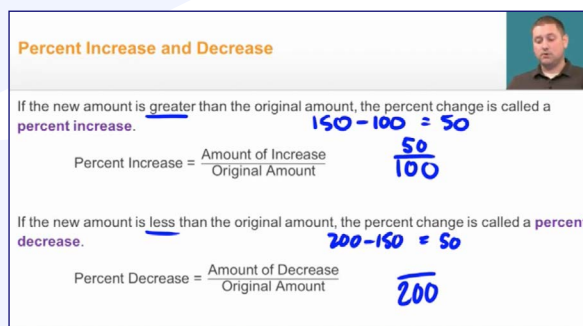 Percent Increase and Decrease
If the new amount is greater than the original amount, the percent change is called a
percent increase.
150-100 = 50
Percent Increase = Amount of Increase
Original Amount
50
100
If the new amount is less than the original amount, the percent change is called a percent
decrease.
200-150 = 50
Percent Decrease = Amount of Decrease
Original Amount
200